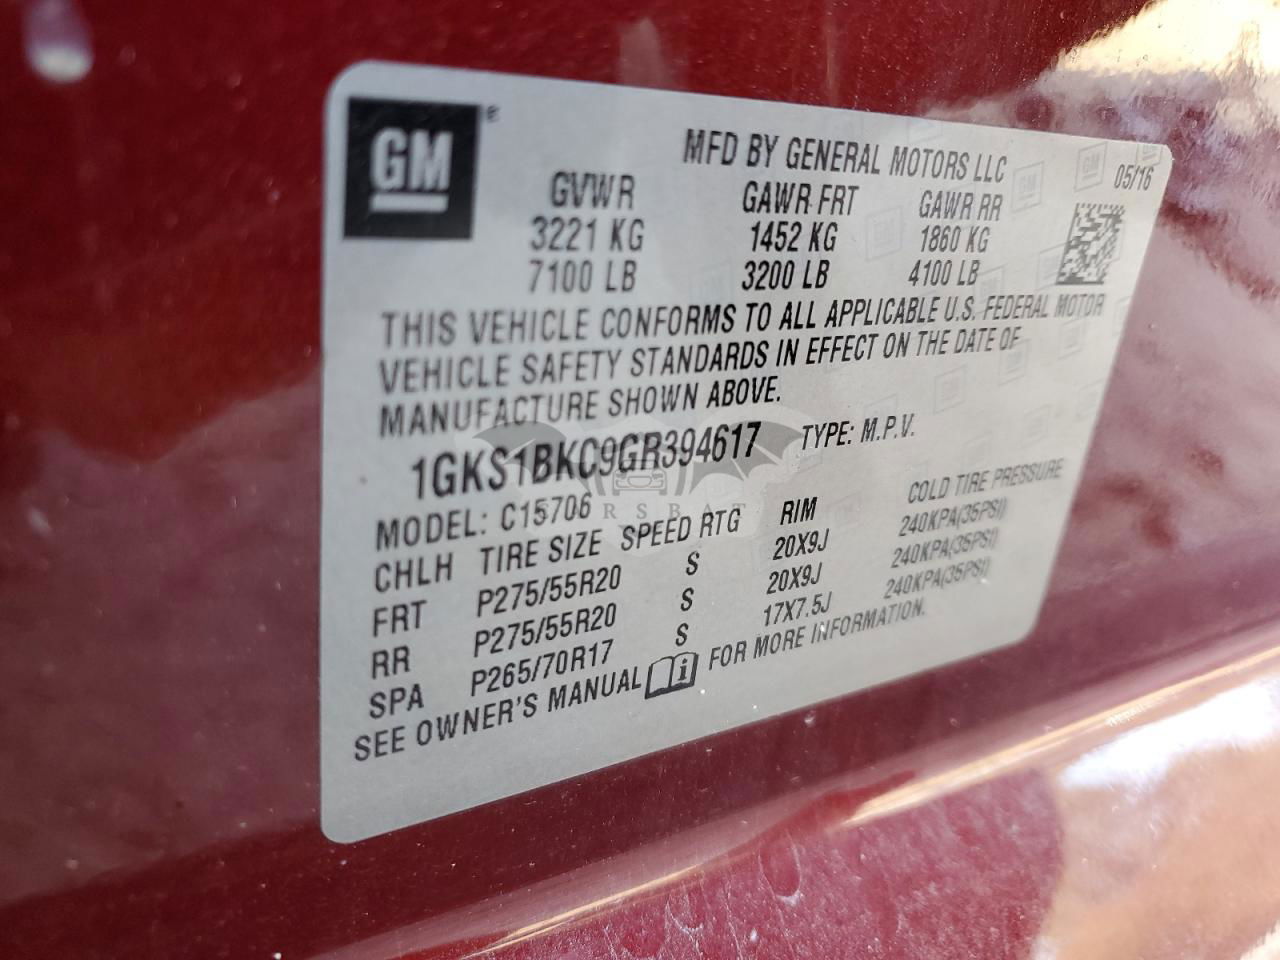 GM
MFD BY GENERAL MOTORS LLC
05/16
GVWR GAWR FRT GAWR RR
3221 KG 1452 KG 1860 KG
7100 LB 3200 LB 4100 LB
THIS VEHICLE CONFORMS TO ALL APPLICABLE U.S. FEDERAL MOTOR
VEHICLE SAFETY STANDARDS IN EFFECT ON THE DATE OF
MANUFACTURE SHOWN ABOVE.
1GKS1BKC9GR394617 TYPE: M.P.V.
MODEL: C15706
CHLH TIRE SIZE SPEED RTG RIM COLD TIRE PRESSURE
FRT P275/55R20 S 20X9J 240KPA(35PSI)
RR P275/55R20 S 20X9J 240KPA(35PSI)
SPA P265/70R17 S 17X7.5J 240KPA(35PSI)
SEE OWNER'S MANUAL FOR MORE INFORMATION.